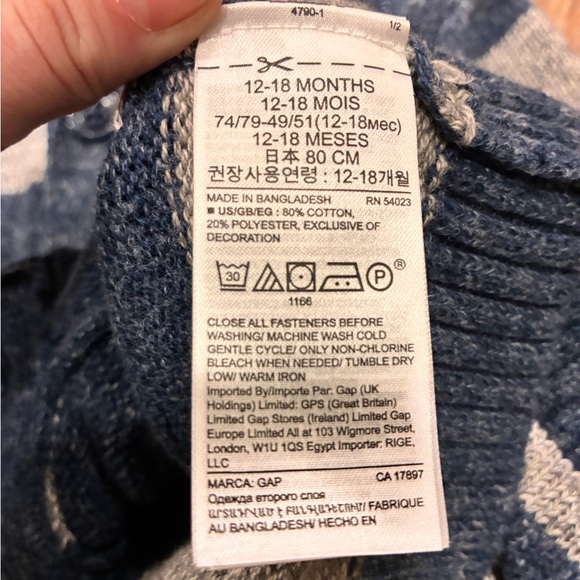 4790-1
1/2
12-18 MONTHS
12-18 MOIS
74/79-49/51(12-18мес)
12-18 MESES
日本 80 CM
권장사용연령 : 12-18개월
MADE IN BANGLADESH RN 54023
■ US/GB/EG : 80% COTTON,
20% POLYESTER, EXCLUSIVE OF
DECORATION
30 P ®
1166
CLOSE ALL FASTENERS BEFORE
WASHING/ MACHINE WASH COLD
GENTLE CYCLE/ ONLY NON-CHLORINE
BLEACH WHEN NEEDED/ TUMBLE DRY
LOW/ WARM IRON
Imported By/Importe Par: Gap (UK
Holdings) Limited: GPS (Great Britain)
Limited Gap Stores (Ireland) Limited Gap
Europe Limited All at 103 Wigmore Street,
London, W1U 1QS Egypt Importer: RIGE,
LLC
MARCA: GAP CA 17897
Одежда второго слоя
/ FABRIQUE
AU BANGLADESH/ HECHO EN